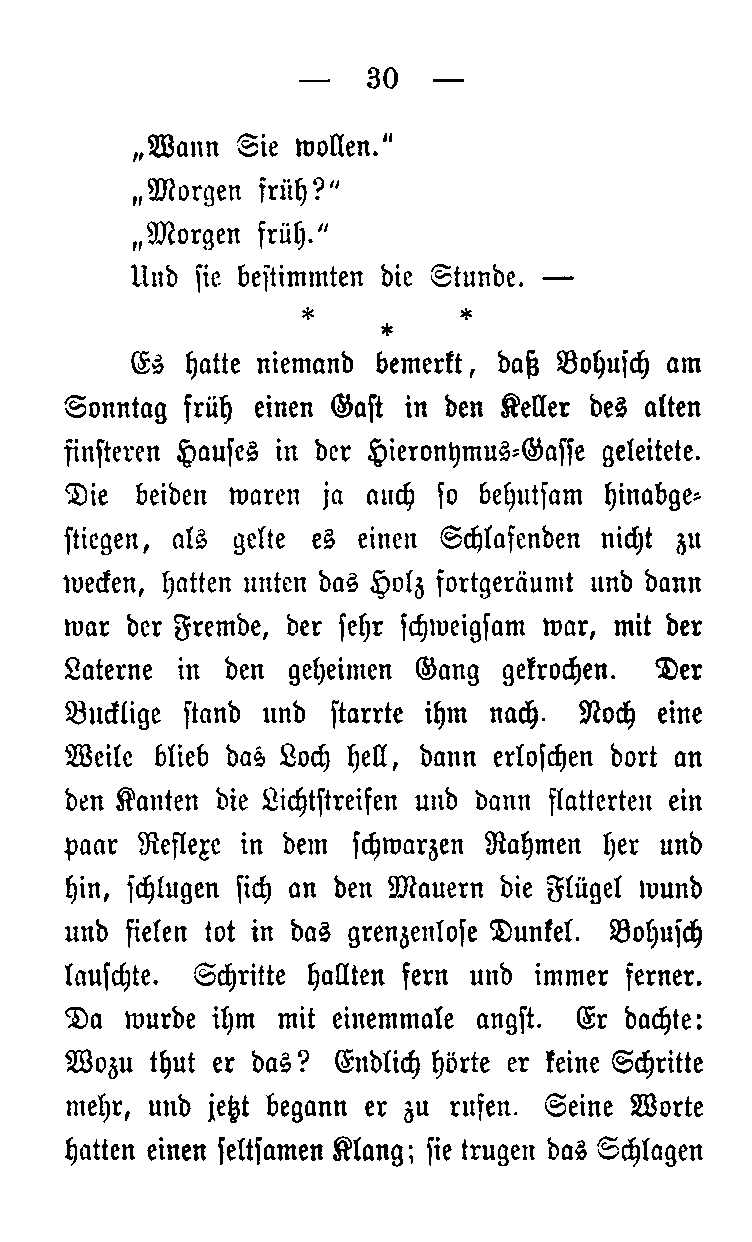 — 30 —
„Wann Sie wollen."
„Morgen früh?"
„Morgen früh."
Und sie bestimmten die Stunde. —
* * *
Es hatte niemand bemerkt, daß Bohusch am
Sonntag früh einen Gast in den Keller des alten
finsteren Hauses in der Hieronymus-Gasse geleitete.
Die beiden waren ja auch so behutsam hinabge-
stiegen, als gelte es einen Schlafenden nicht zu
wecken, hatten unten das Holz fortgeräumt und dann
war der Fremde, der sehr schweigsam war, mit der
Laterne in den geheimen Gang gekrochen. Der
Bucklige stand und starrte ihm nach. Noch eine
Weile blieb das Loch hell, dann erloschen dort an
den Kanten die Lichtstreifen und dann flatterten ein
paar Reflexe in dem schwarzen Rahmen her und
hin, schlugen sich an den Mauern die Flügel wund
und fielen tot in das grenzenlose Dunkel. Bohusch
lauschte. Schritte hallten fern und immer ferner.
Da wurde ihm mit einemmale angst. Er dachte:
Wozu thut er das? Endlich hörte er keine Schritte
mehr, und jetzt begann er zu rufen. Seine Worte
hatten einen seltsamen Klang; sie trugen das Schlagen